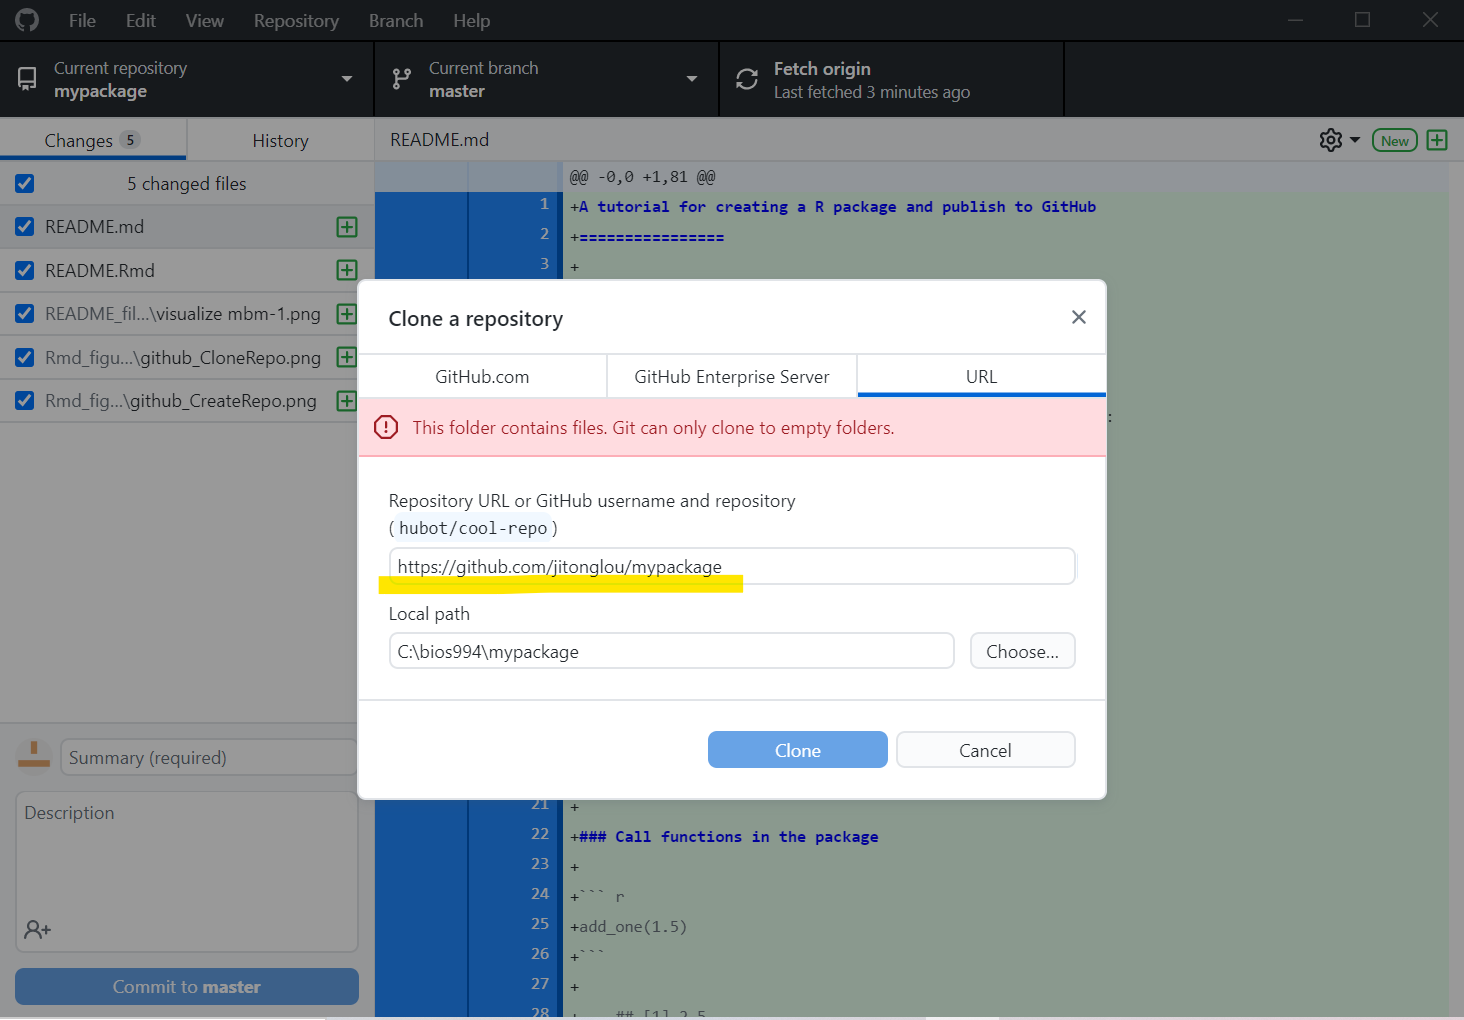 File Edit View Repository Branch Help
Current repository
mypackage
Current branch
master
Fetch origin
Last fetched 3 minutes ago
Changes 5
History
README.md
New
5 changed files
README.md
README.Rmd
README_fil...\visualize mbm-1.png
Rmd_figu...\github_CloneRepo.png
Rmd_fig...\github_CreateRepo.png
@@ -0,0 +1,81 @@
1 +A tutorial for creating a R package and publish to GitHub
2 +================
3 +
:
Clone a repository
GitHub.com
GitHub Enterprise Server
URL
This folder contains files. Git can only clone to empty folders.
Repository URL or GitHub username and repository
(hubot/cool-repo)
https://github.com/jitonglou/mypackage
Local path
C:\bios994\mypackage
Choose...
Clone
Cancel
Summary (required)
Description
Commit to master
21 +
22 +### Call functions in the package
23 +
24 +``` r
25 +add_one(1.5)
26 +```
27 +
28 + ## [1] 2.5